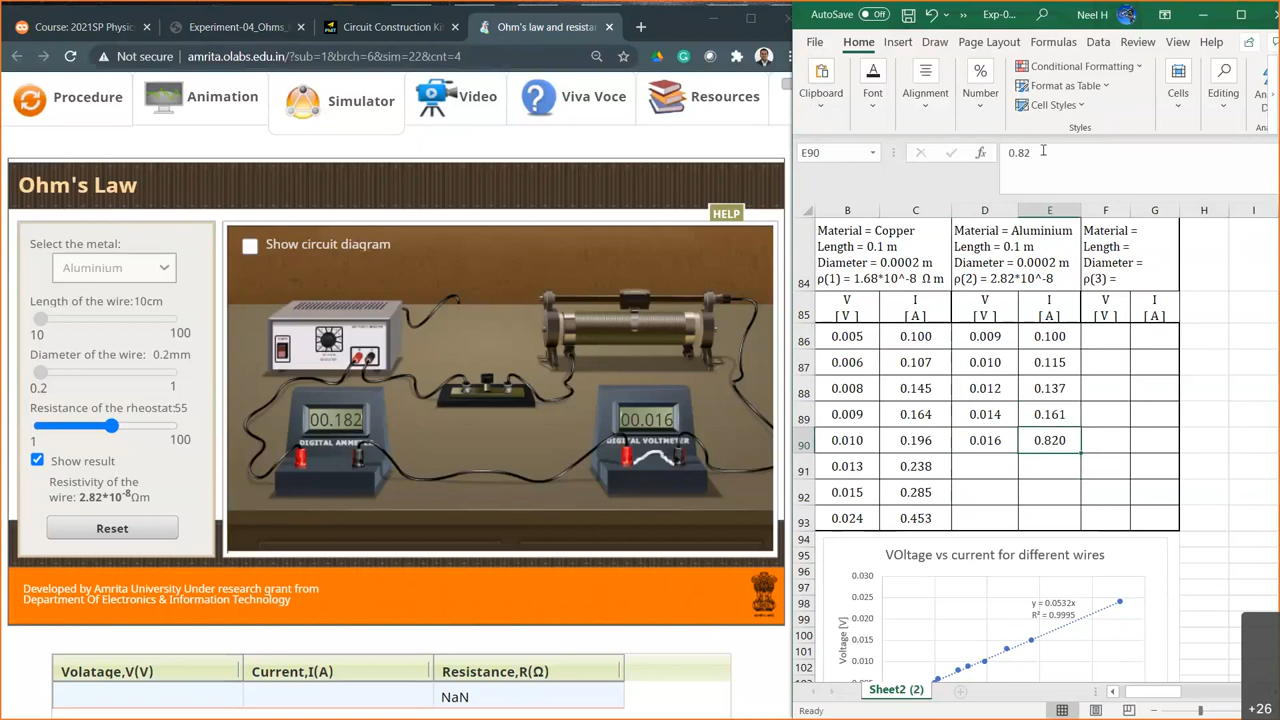 Course: 2021SP Physic
Experiment-04_Ohms_
Circuit Construction Ki
Ohm's law and resista
Not secure
amrita.olabs.edu.in/?sub=1&brch=6&sim=22&cnt=4
Procedure
Animation
Simulator
Video
Viva Voce
Resources
Ohm's Law
HELP
Select the metal:
Aluminium
Length of the wire:10cm
10
100
Diameter of the wire: 0.2mm
0.2
1
Resistance of the rheostat:55
1
100
Show result
Resistivity of the
wire: 2.82*10-8Ωm
Reset
Show circuit diagram
00.182
DIGITAL AMMETER
00.016
DIGITAL VOLTMETER
Developed by Amrita University Under research grant from
Department Of Electronics & Information Technology
Volatage,V(V) Current,I(A) Resistance,R(Ω)
NaN
AutoSave Off
Exp-0...
Neel H
File Home Insert Draw Page Layout Formulas Data Review View Help
Clipboard
Font
Alignment
Number
Conditional Formatting
Format as Table
Cell Styles
Styles
Cells
Editing
E90
fx
0.82
B C D E F G H I
84
Material = Copper
Length = 0.1 m
Diameter = 0.0002 m
ρ(1) = 1.68*10^-8 Ω m
Material = Aluminium
Length = 0.1 m
Diameter = 0.0002 m
ρ(2) = 2.82*10^-8
Material =
Length =
Diameter =
ρ(3) =
85 V I V I V I
[ V ] [ A ] [ V ] [ A ] [ V ] [ A ]
86 0.005 0.100 0.009 0.100
87 0.006 0.107 0.010 0.115
88 0.008 0.145 0.012 0.137
89 0.009 0.164 0.014 0.161
90 0.010 0.196 0.016 0.820
91 0.013 0.238
92 0.015 0.285
93 0.024 0.453
94
95
96
97
98
99
100
101
102
VOltage vs current for different wires
0.030
0.025
0.020
0.015
0.010
Voltage [V]
y = 0.0532x
R² = 0.9995
Sheet2 (2)
Ready
+26